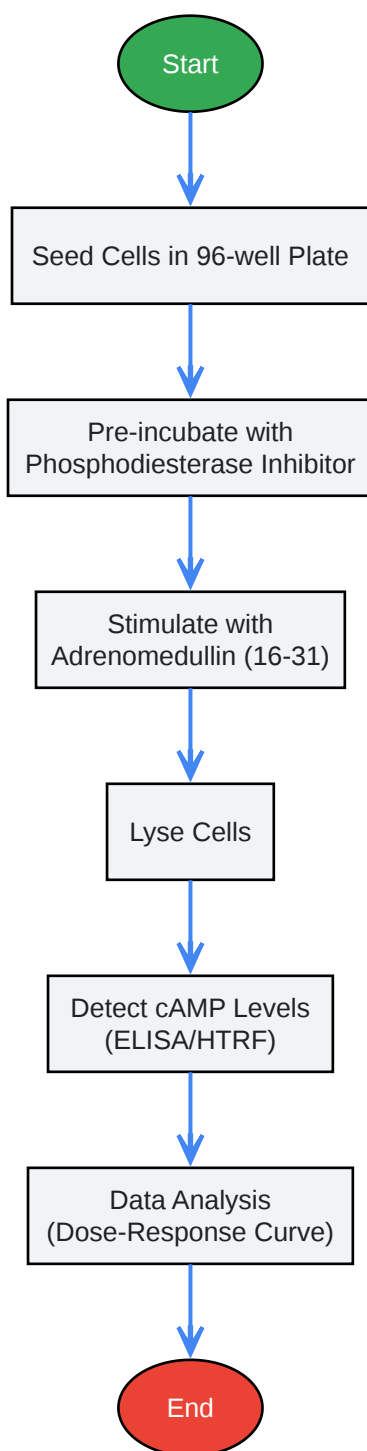 Start
Seed Cells in 96-well Plate
Pre-incubate with
Phosphodiesterase Inhibitor
Stimulate with
Adrenomedullin (16-31)
Lyse Cells
Detect cAMP Levels
(ELISA/HTRF)
Data Analysis
(Dose-Response Curve)
End